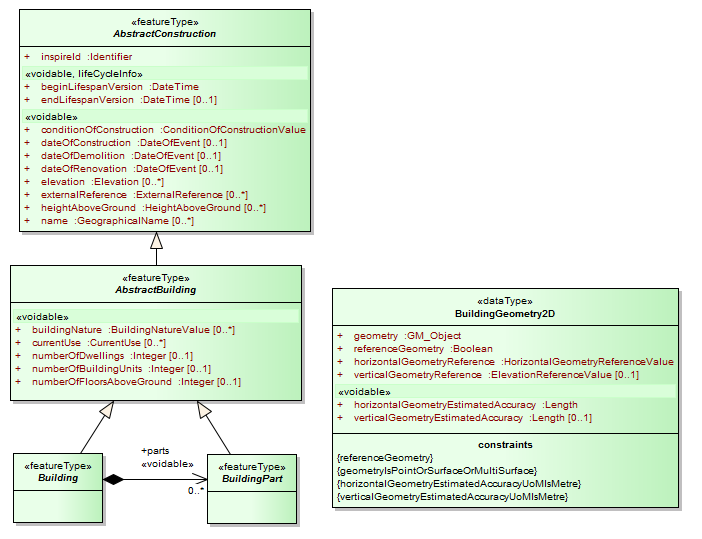 «featureType»
AbstractConstruction
+ inspireId :Identifier
«voidable, lifeCycleInfo»
+ beginLifespanVersion :DateTime
+ endLifespanVersion :DateTime [0..1]
«voidable»
+ conditionOfConstruction :ConditionOfConstructionValue
+ dateOfConstruction :DateOfEvent [0..1]
+ dateOfDemolition :DateOfEvent [0..1]
+ dateOfRenovation :DateOfEvent [0..1]
+ elevation :Elevation [0..*]
+ externalReference :ExternalReference [0..*]
+ heightAboveGround :HeightAboveGround [0..*]
+ name :GeographicalName [0..*]
«featureType»
AbstractBuilding
«voidable»
+ buildingNature :BuildingNatureValue [0..*]
+ currentUse :CurrentUse [0..*]
+ numberOfDwellings :Integer [0..1]
+ numberOfBuildingUnits :Integer [0..1]
+ numberOfFloorsAboveGround :Integer [0..1]
«featureType»
Building
+parts
«voidable»
0..*
«featureType»
BuildingPart
«dataType»
BuildingGeometry2D
+ geometry :GM_Object
+ referenceGeometry :Boolean
+ horizontalGeometryReference :HorizontalGeometryReferenceValue
+ verticalGeometryReference :ElevationReferenceValue [0..1]
«voidable»
+ horizontalGeometryEstimatedAccuracy :Length
+ verticalGeometryEstimatedAccuracy :Length [0..1]
constraints
{referenceGeometry}
{geometryIsPointOrSurfaceOrMultiSurface}
{horizontalGeometryEstimatedAccuracyUoMIsMetre}
{verticalGeometryEstimatedAccuracyUoMIsMetre}